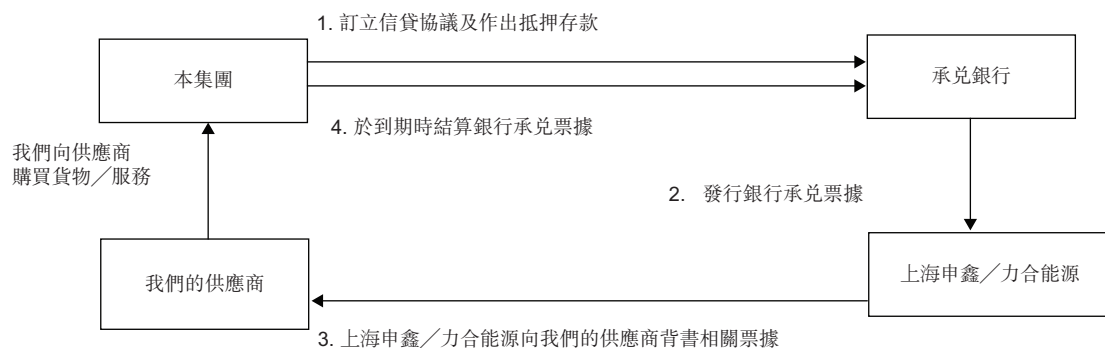 1. 訂立信貸協議及作出抵押存款
本集團
承兌銀行
4. 於到期時結算銀行承兌票據
我們向供應商
購買貨物╱服務
2. 發行銀行承兌票據
我們的供應商
上海申鑫╱力合能源
3. 上海申鑫╱力合能源向我們的供應商背書相關票據